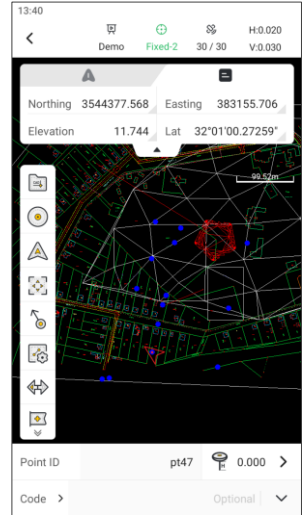 13:40
Demo Fixed-2 30 / 30 H:0.020 V:0.030
Northing 3544377.568 Easting 383155.706
Elevation 11.744 Lat 32°01'00.27259"
99.52m
Point ID pt47 0.000
Code Optional